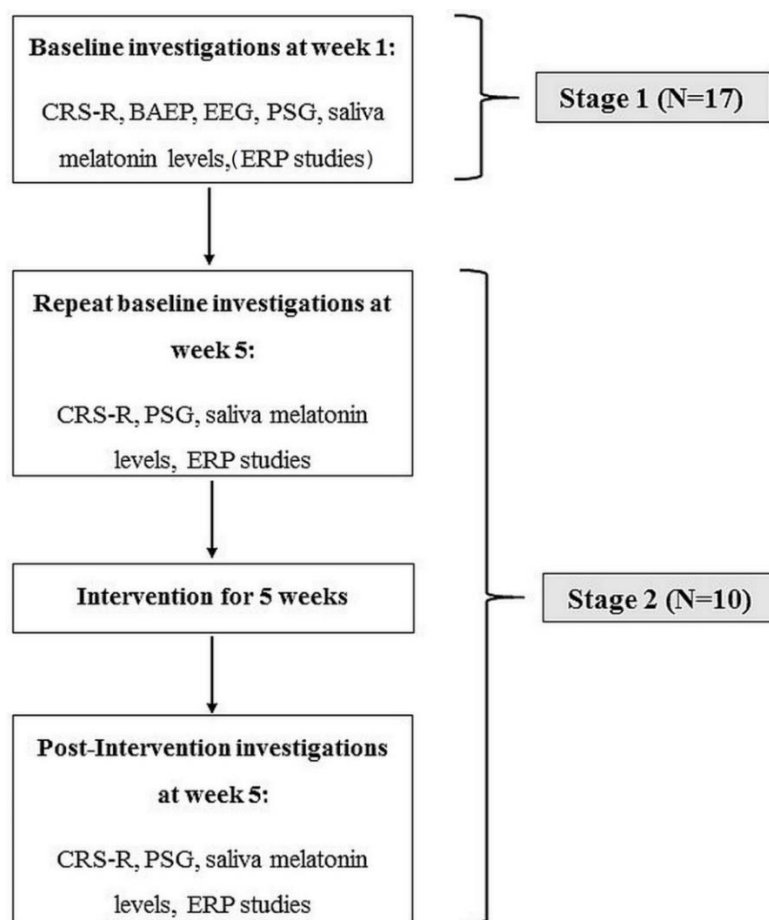 Baseline investigations at week 1:
CRS-R, BAEP, EEG, PSG, saliva
melatonin levels,(ERP studies)
Stage 1 (N=17)
Repeat baseline investigations at
week 5:
CRS-R, PSG, saliva melatonin
levels, ERP studies
Intervention for 5 weeks
Stage 2 (N=10)
Post-Intervention investigations
at week 5:
CRS-R, PSG, saliva melatonin
levels, ERP studies